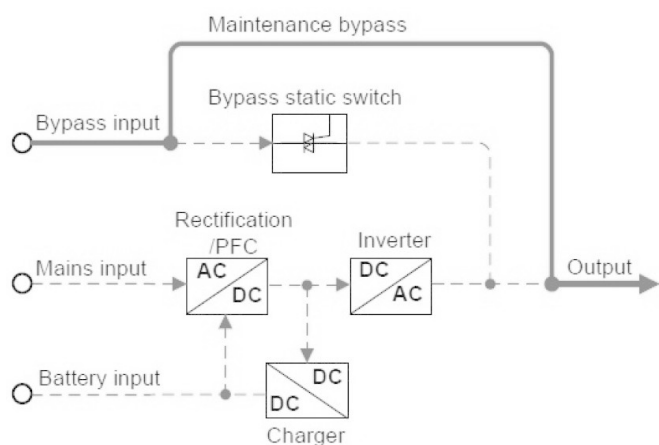 Maintenance bypass
Bypass static switch
Bypass input
Rectification
/PFC
Inverter
Mains input
AC
DC
DC
AC
Output
Battery input
DC
DC
Charger